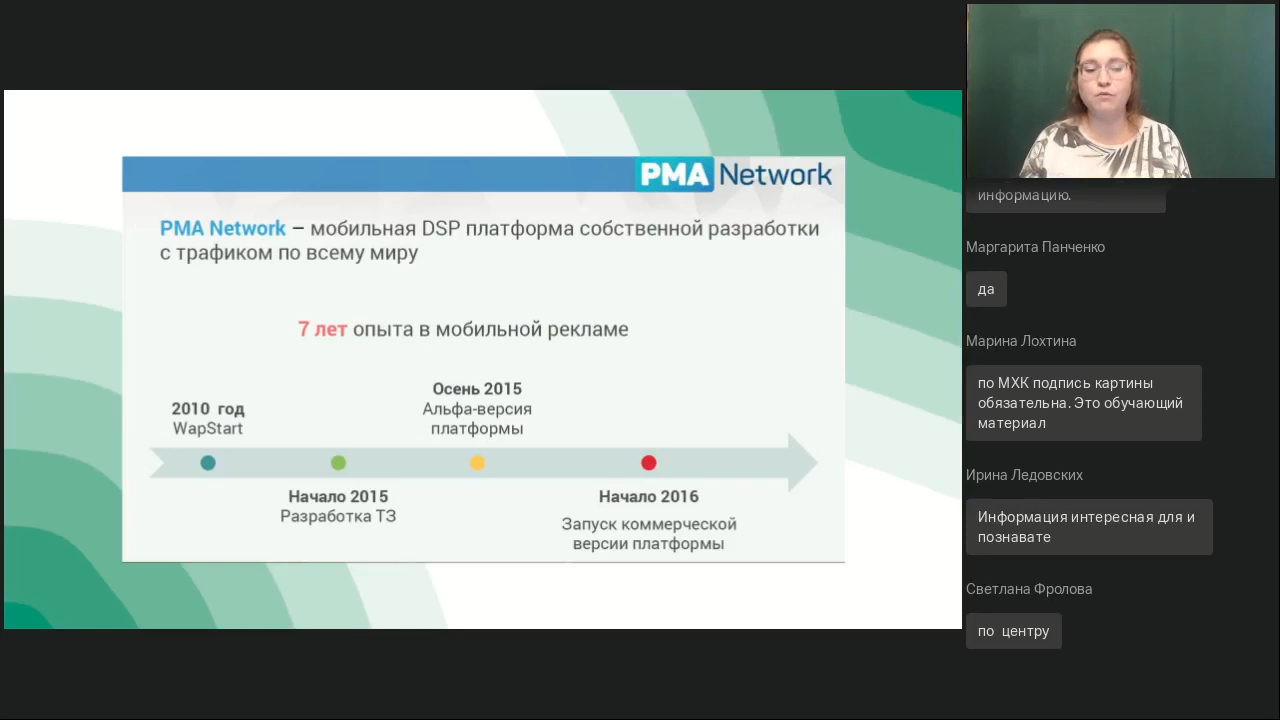 PMA Network
PMA Network – мобильная DSP платформа собственной разработки
с трафиком по всему миру
7 лет опыта в мобильной рекламе
2010 год
WapStart
Начало 2015
Разработка ТЗ
Осень 2015
Альфа-версия
платформы
Начало 2016
Запуск коммерческой
версии платформы
информацию.
Маргарита Панченко
да
Марина Лохтина
по МХК подпись картины
обязательна. Это обучающий
материал
Ирина Ледовских
Информация интересная для и
познавате
Светлана Фролова
по центру